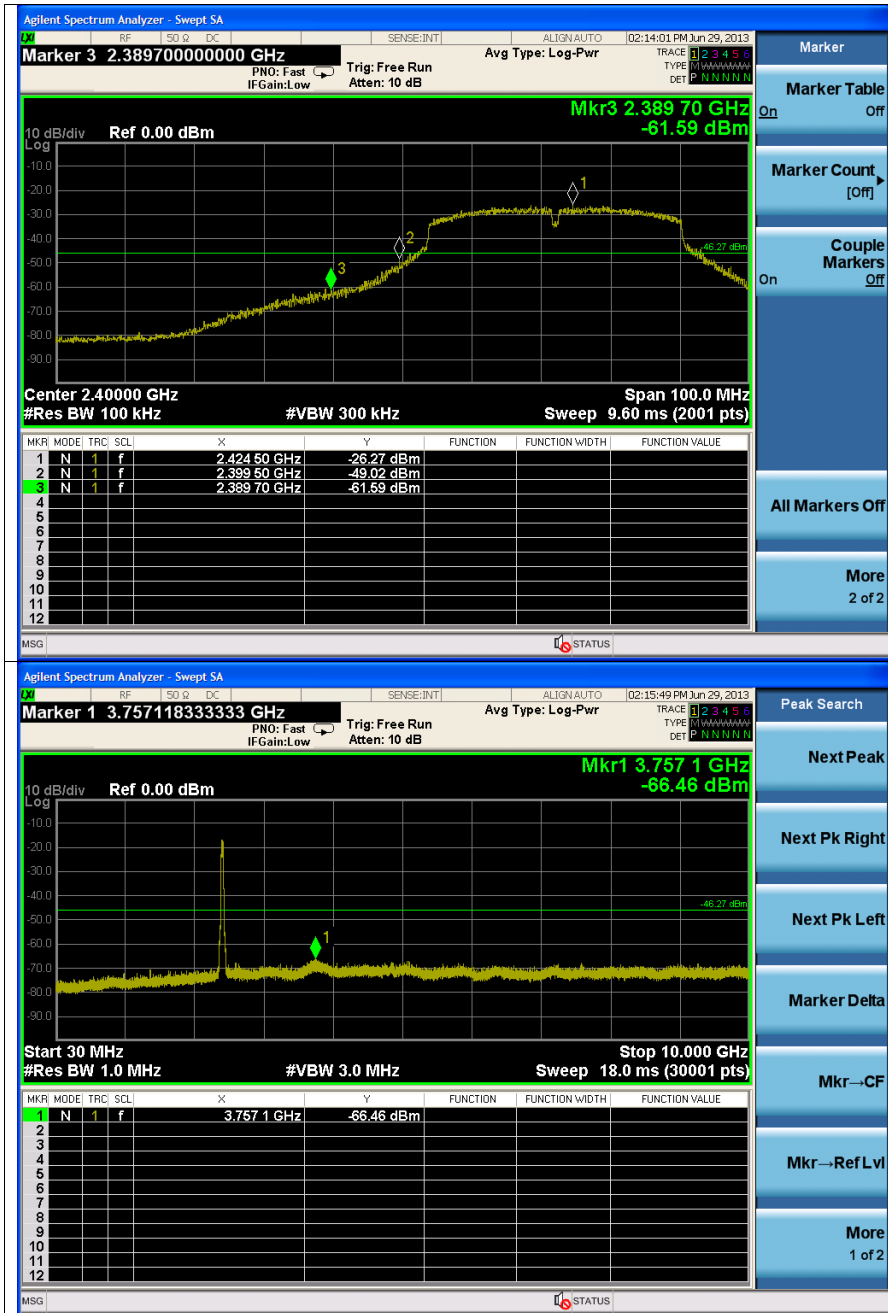 Agilent Spectrum Analyzer - Swept SA
LXI RF 50 Ω DC SENSE:INT ALIGN AUTO 02:14:01 PM Jun 29, 2013
Marker 3 2.389700000000 GHz
PNO: Fast
IFGain:Low
Trig: Free Run
Atten: 10 dB
Avg Type: Log-Pwr
TRACE 1 2 3 4 5 6
TYPE M WWWWW
DET P N N N N N
Mkr3 2.389 70 GHz
-61.59 dBm
10 dB/div Ref 0.00 dBm
Log
-10.0
-20.0
-30.0
-40.0
-50.0
-60.0
-70.0
-80.0
-90.0
1
2
3
-46.27 dBm
Center 2.40000 GHz Span 100.0 MHz
#Res BW 100 kHz #VBW 300 kHz Sweep 9.60 ms (2001 pts)
MKR MODE TRC SCL X Y FUNCTION FUNCTION WIDTH FUNCTION VALUE
1 N 1 f 2.424 50 GHz -26.27 dBm
2 N 1 f 2.399 50 GHz -49.02 dBm
3 N 1 f 2.389 70 GHz -61.59 dBm
4
5
6
7
8
9
10
11
12
MSG STATUS
Marker
Marker Table
On Off
Marker Count
[Off]
Couple
Markers
On Off
All Markers Off
More
2 of 2
Agilent Spectrum Analyzer - Swept SA
LXI RF 50 Ω DC SENSE:INT ALIGN AUTO 02:15:49 PM Jun 29, 2013
Marker 1 3.757118333333 GHz
PNO: Fast
IFGain:Low
Trig: Free Run
Atten: 10 dB
Avg Type: Log-Pwr
TRACE 1 2 3 4 5 6
TYPE M WWWWW
DET P N N N N N
Mkr1 3.757 1 GHz
-66.46 dBm
10 dB/div Ref 0.00 dBm
Log
-10.0
-20.0
-30.0
-40.0
-50.0
-60.0
-70.0
-80.0
-90.0
1
-46.27 dBm
Start 30 MHz Stop 10.000 GHz
#Res BW 1.0 MHz #VBW 3.0 MHz Sweep 18.0 ms (30001 pts)
MKR MODE TRC SCL X Y FUNCTION FUNCTION WIDTH FUNCTION VALUE
1 N 1 f 3.757 1 GHz -66.46 dBm
2
3
4
5
6
7
8
9
10
11
12
MSG STATUS
Peak Search
Next Peak
Next Pk Right
Next Pk Left
Marker Delta
Mkr→CF
Mkr→Ref Lvl
More
1 of 2